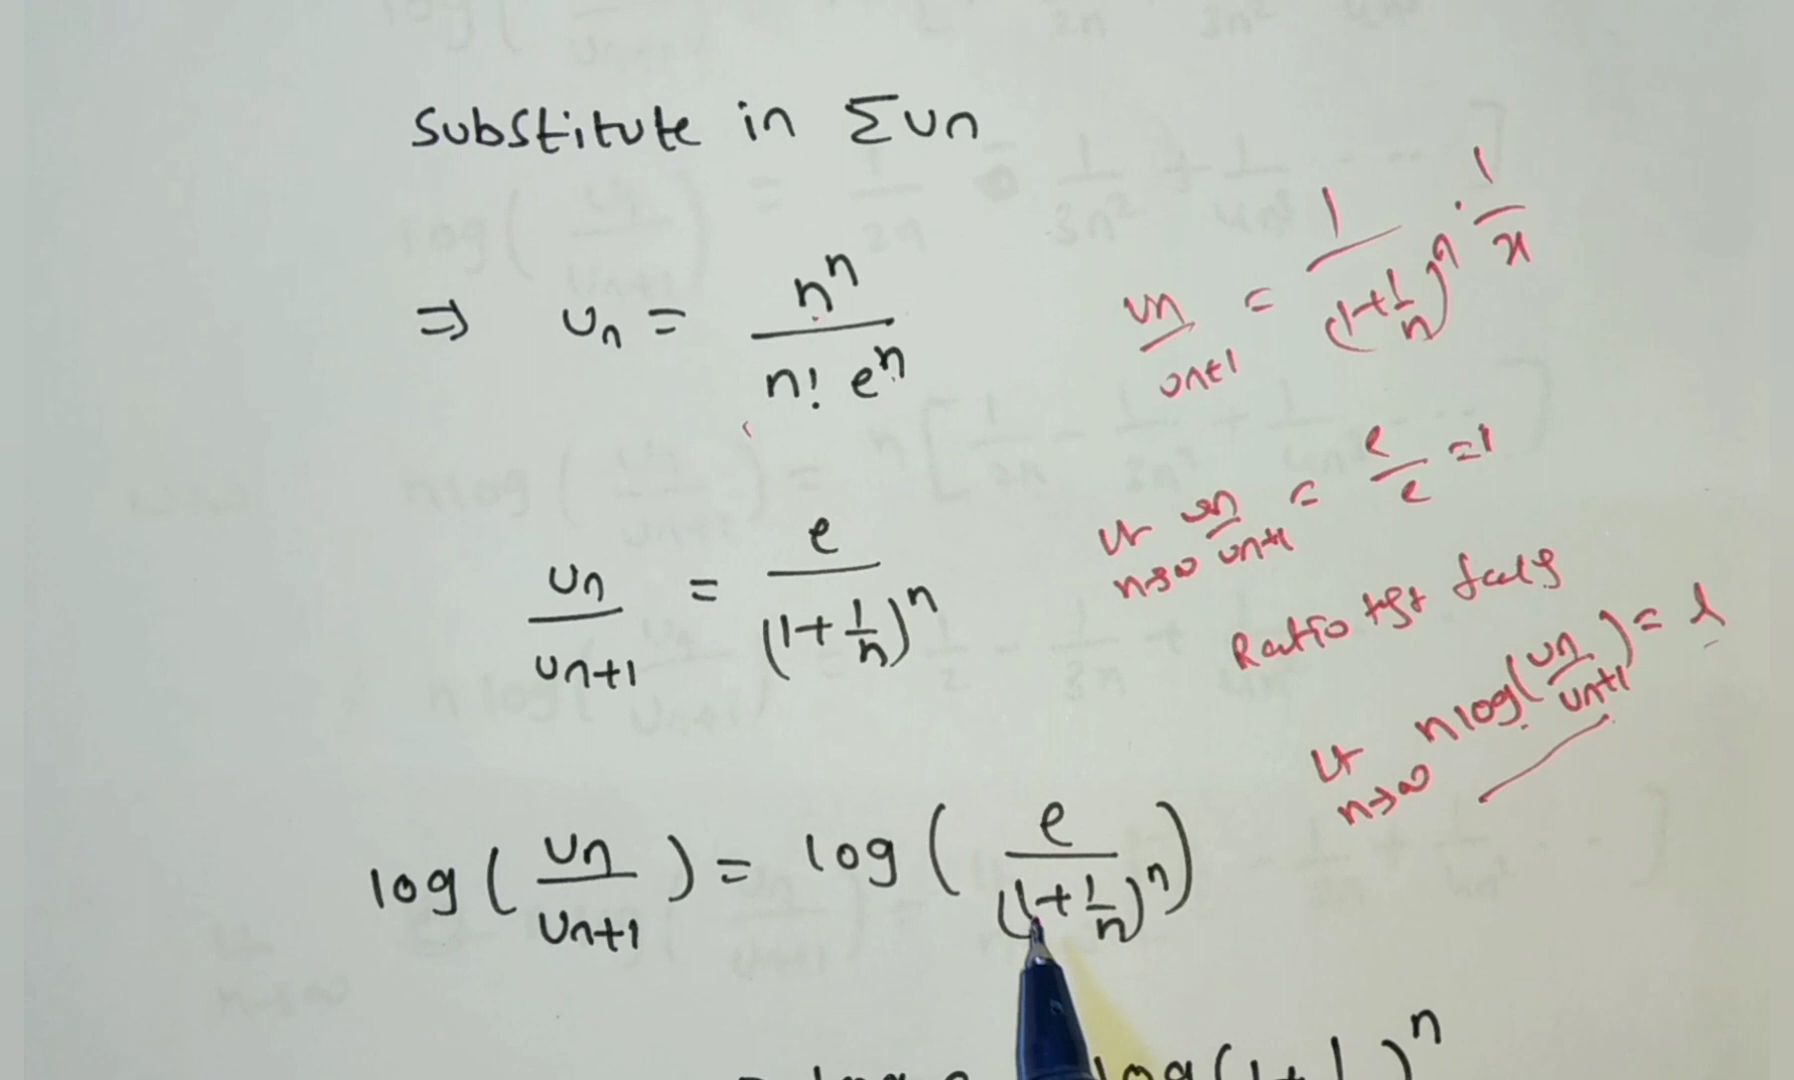 Substitute in Σun
⇒ un = n^n / n! e^n
un / un+1 = e / (1+1/n)^n
log(un / un+1) = log(e / (1+1/n)^n)
un / un+1 = 1 / (1+1/n)^n · 1/x
Lt n→∞ un / un+1 = e/e = 1
Ratio test fails
Lt n→∞ n log(un / un+1) = l